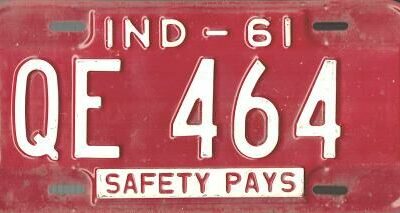 IND - 61
QE 464
SAFETY PAYS